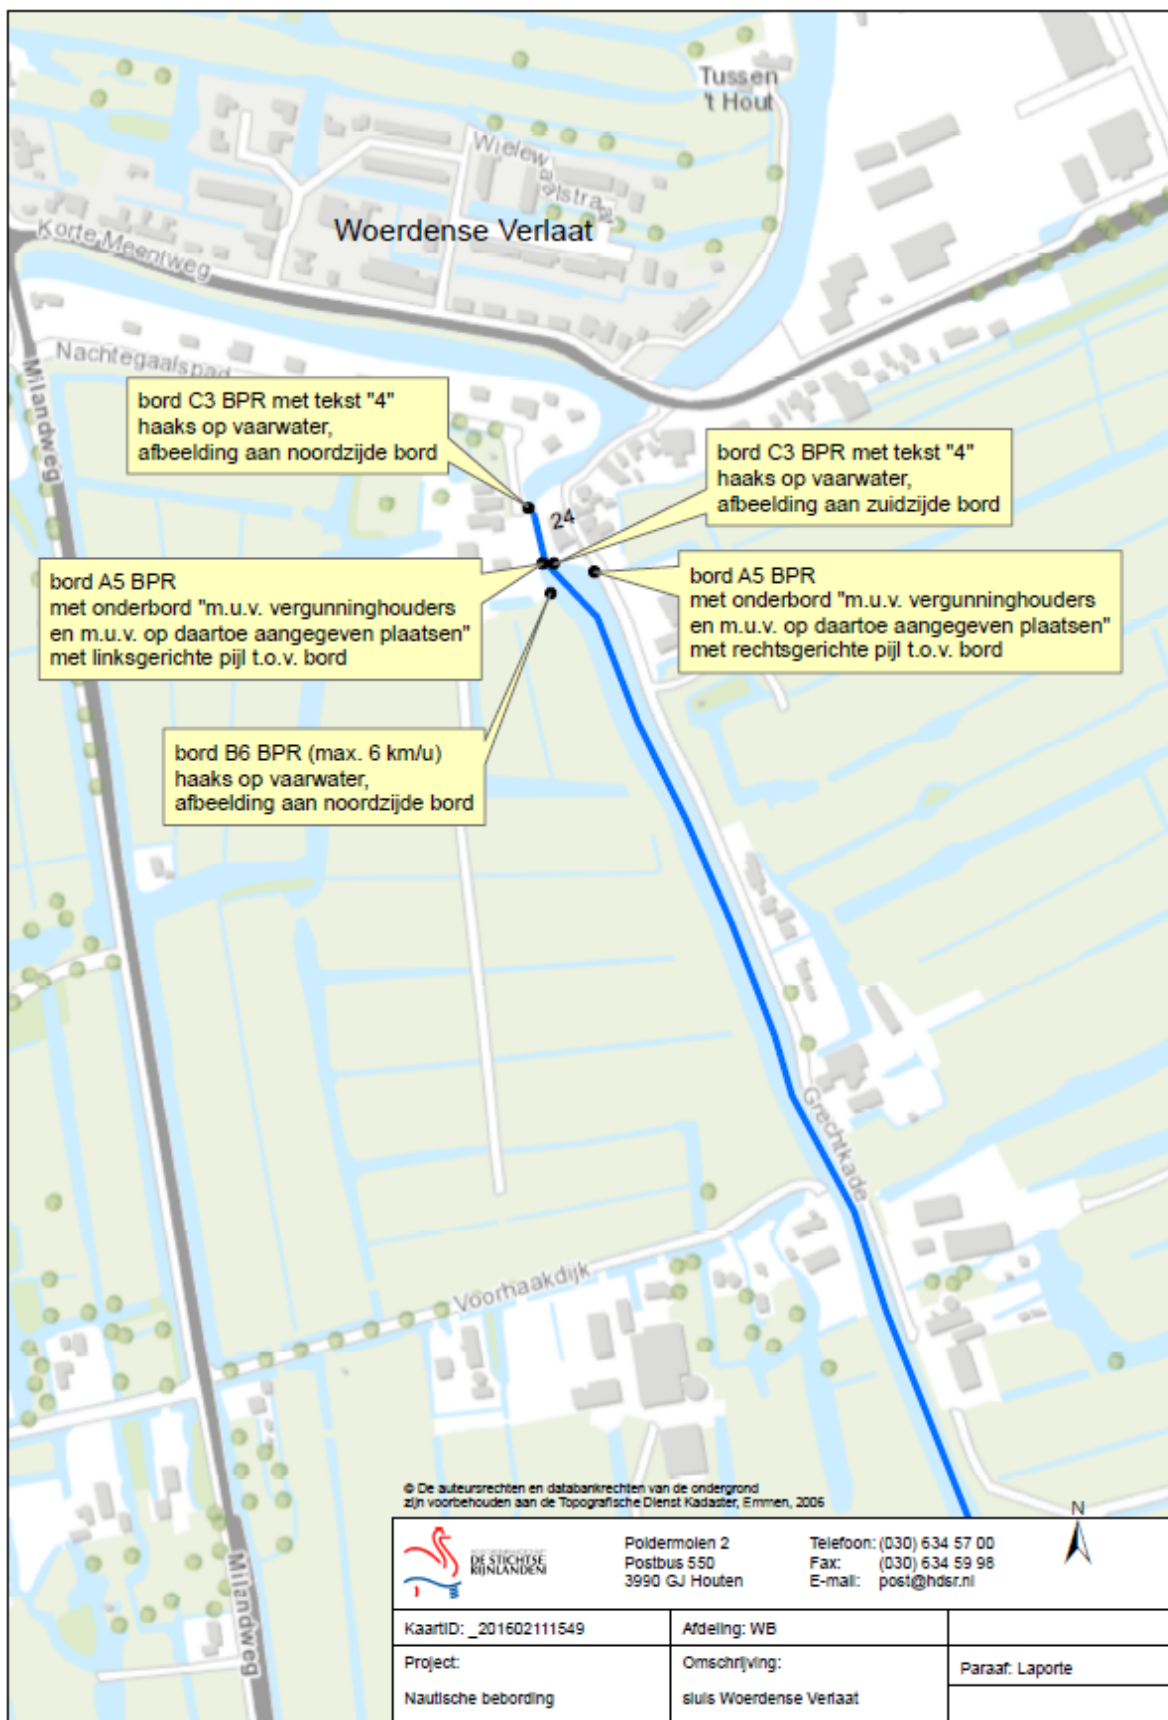 Tussen
't Hout
Wielewaalstraat
Woerdense Verlaat
Korte Meentweg
Nachtegaalspad
Milandweg
bord C3 BPR met tekst "4"
haaks op vaarwater,
afbeelding aan noordzijde bord
bord C3 BPR met tekst "4"
haaks op vaarwater,
afbeelding aan zuidzijde bord
24
bord A5 BPR
met onderbord "m.u.v. vergunninghouders
en m.u.v. op daartoe aangegeven plaatsen"
met linksgerichte pijl t.o.v. bord
bord A5 BPR
met onderbord "m.u.v. vergunninghouders
en m.u.v. op daartoe aangegeven plaatsen"
met rechtsgerichte pijl t.o.v. bord
bord B6 BPR (max. 6 km/u)
haaks op vaarwater,
afbeelding aan noordzijde bord
Grechtkade
Voorhaakdijk
Milandweg
© De auteursrechten en databankrechten van de ondergrond
zijn voorbehouden aan de Topografische Dienst Kadaster, Emmen, 2006
N
HOOGHEEMRAADSCHAP
DE STICHTSE
RIJNLANDEN
Poldermolen 2
Postbus 550
3990 GJ Houten
Telefoon: (030) 634 57 00
Fax: (030) 634 59 98
E-mail: post@hdsr.nl
KaartID: _201602111549
Afdeling: WB
Project:
Nautische bebording
Omschrijving:
sluis Woerdense Verlaat
Paraaf: Laporte